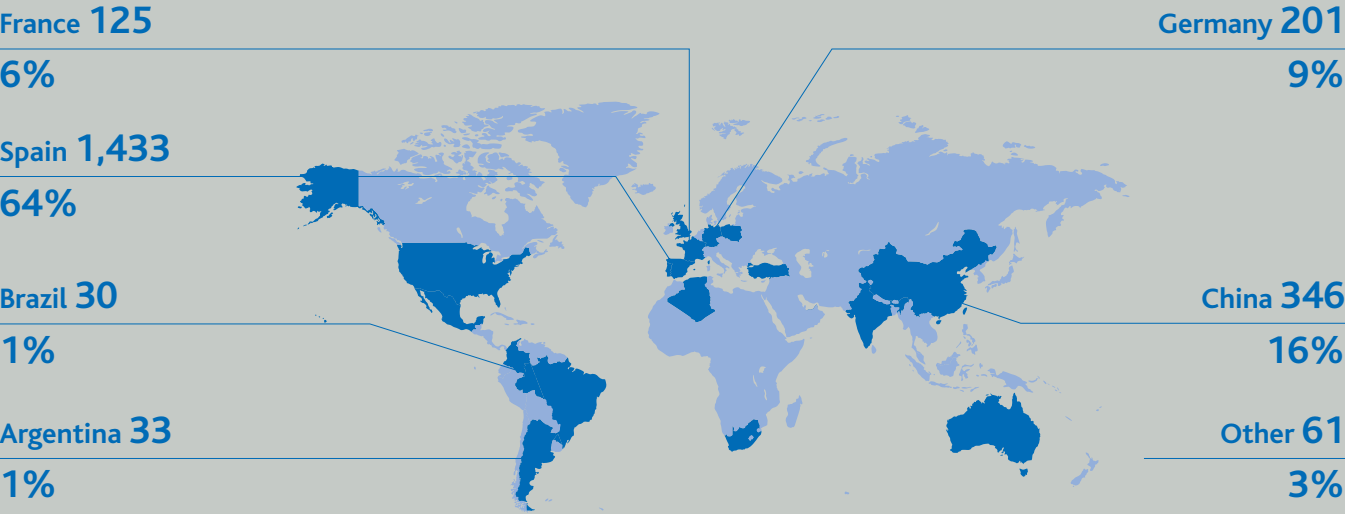 France 125
6%
Spain 1,433
64%
Brazil 30
1%
Argentina 33
1%
Germany 201
9%
China 346
16%
Other 61
3%